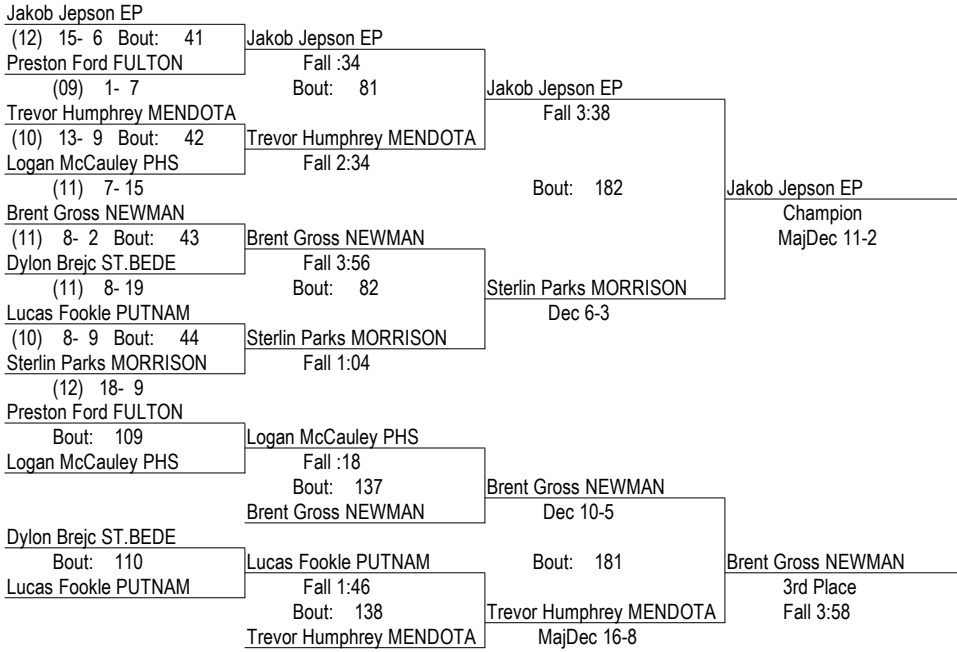 Jakob Jepson EP
(12) 15- 6 Bout: 41
Jakob Jepson EP
Preston Ford FULTON
Fall :34
(09) 1- 7
Bout: 81
Jakob Jepson EP
Trevor Humphrey MENDOTA
Fall 3:38
(10) 13- 9 Bout: 42
Trevor Humphrey MENDOTA
Logan McCauley PHS
Fall 2:34
(11) 7- 15
Bout: 182
Jakob Jepson EP
Brent Gross NEWMAN
Champion
(11) 8- 2 Bout: 43
Brent Gross NEWMAN
MajDec 11-2
Dylon Brejc ST.BEDE
Fall 3:56
(11) 8- 19
Bout: 82
Sterlin Parks MORRISON
Lucas Fookle PUTNAM
Dec 6-3
(10) 8- 9 Bout: 44
Sterlin Parks MORRISON
Sterlin Parks MORRISON
Fall 1:04
(12) 18- 9
Preston Ford FULTON
Bout: 109
Logan McCauley PHS
Logan McCauley PHS
Fall :18
Bout: 137
Brent Gross NEWMAN
Brent Gross NEWMAN
Dec 10-5
Dylon Brejc ST.BEDE
Bout: 110
Lucas Fookle PUTNAM
Bout: 181
Brent Gross NEWMAN
Lucas Fookle PUTNAM
Fall 1:46
3rd Place
Bout: 138
Trevor Humphrey MENDOTA
Fall 3:58
Trevor Humphrey MENDOTA
MajDec 16-8